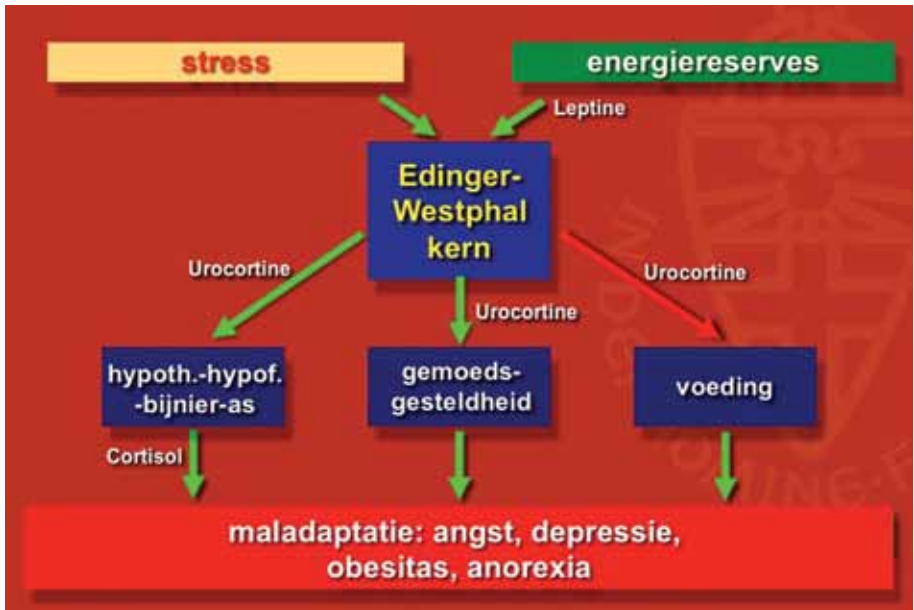 stress
energiereserves
Leptine
Edinger-
Westphal
kern
Urocortine
Urocortine
Urocortine
hypoth.-hypof.
-bijnier-as
gemoeds-
gesteldheid
voeding
Cortisol
maladaptatie: angst, depressie,
obesitas, anorexia